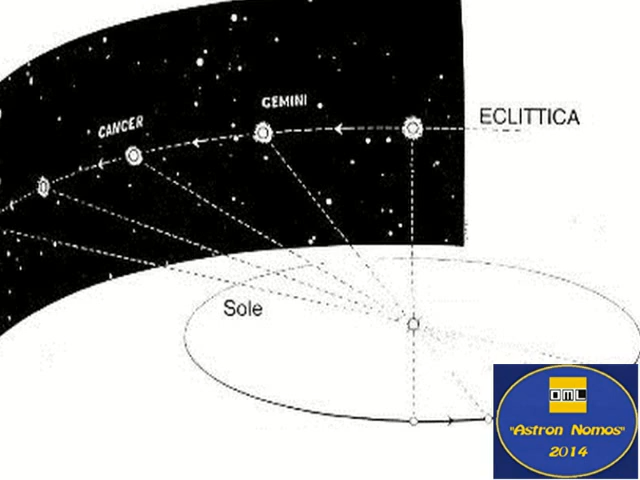 GEMINI
CANCER
ECLITTICA
Sole
OML
"Astron Nomos"
2014